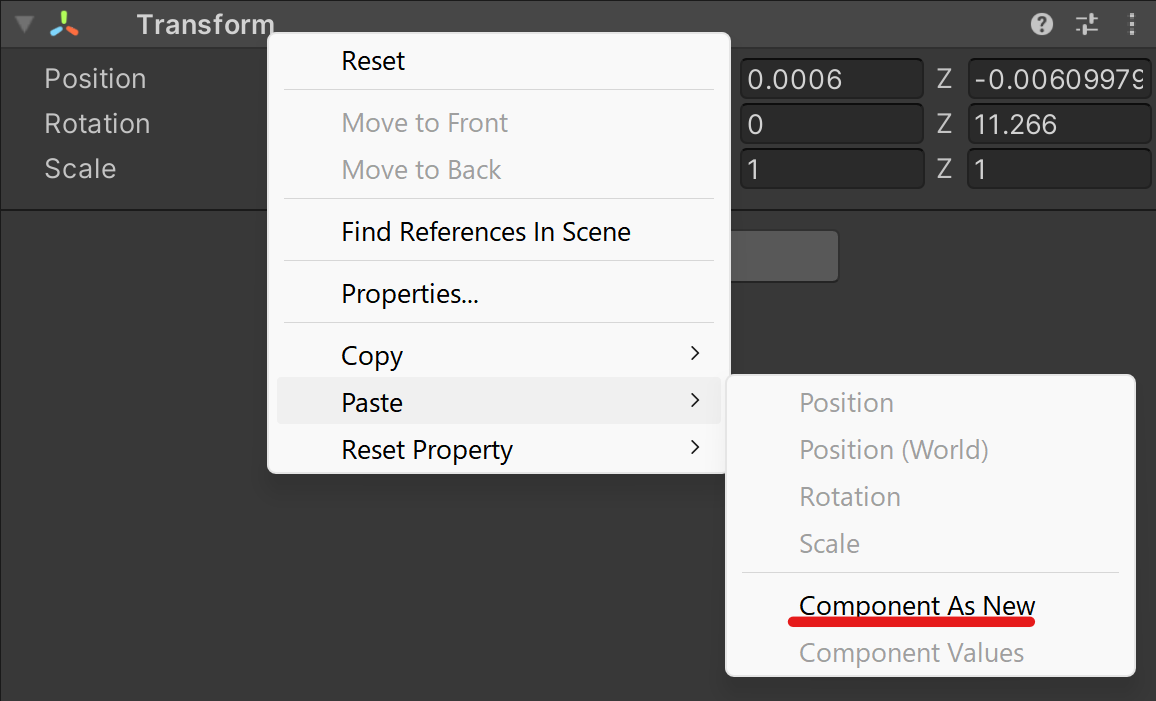 Transform
Position
0.0006 Z -0.00609979
Rotation
0 Z 11.266
Scale
1 Z 1
Reset
Move to Front
Move to Back
Find References In Scene
Properties...
Copy
Paste
Reset Property
Position
Position (World)
Rotation
Scale
Component As New
Component Values